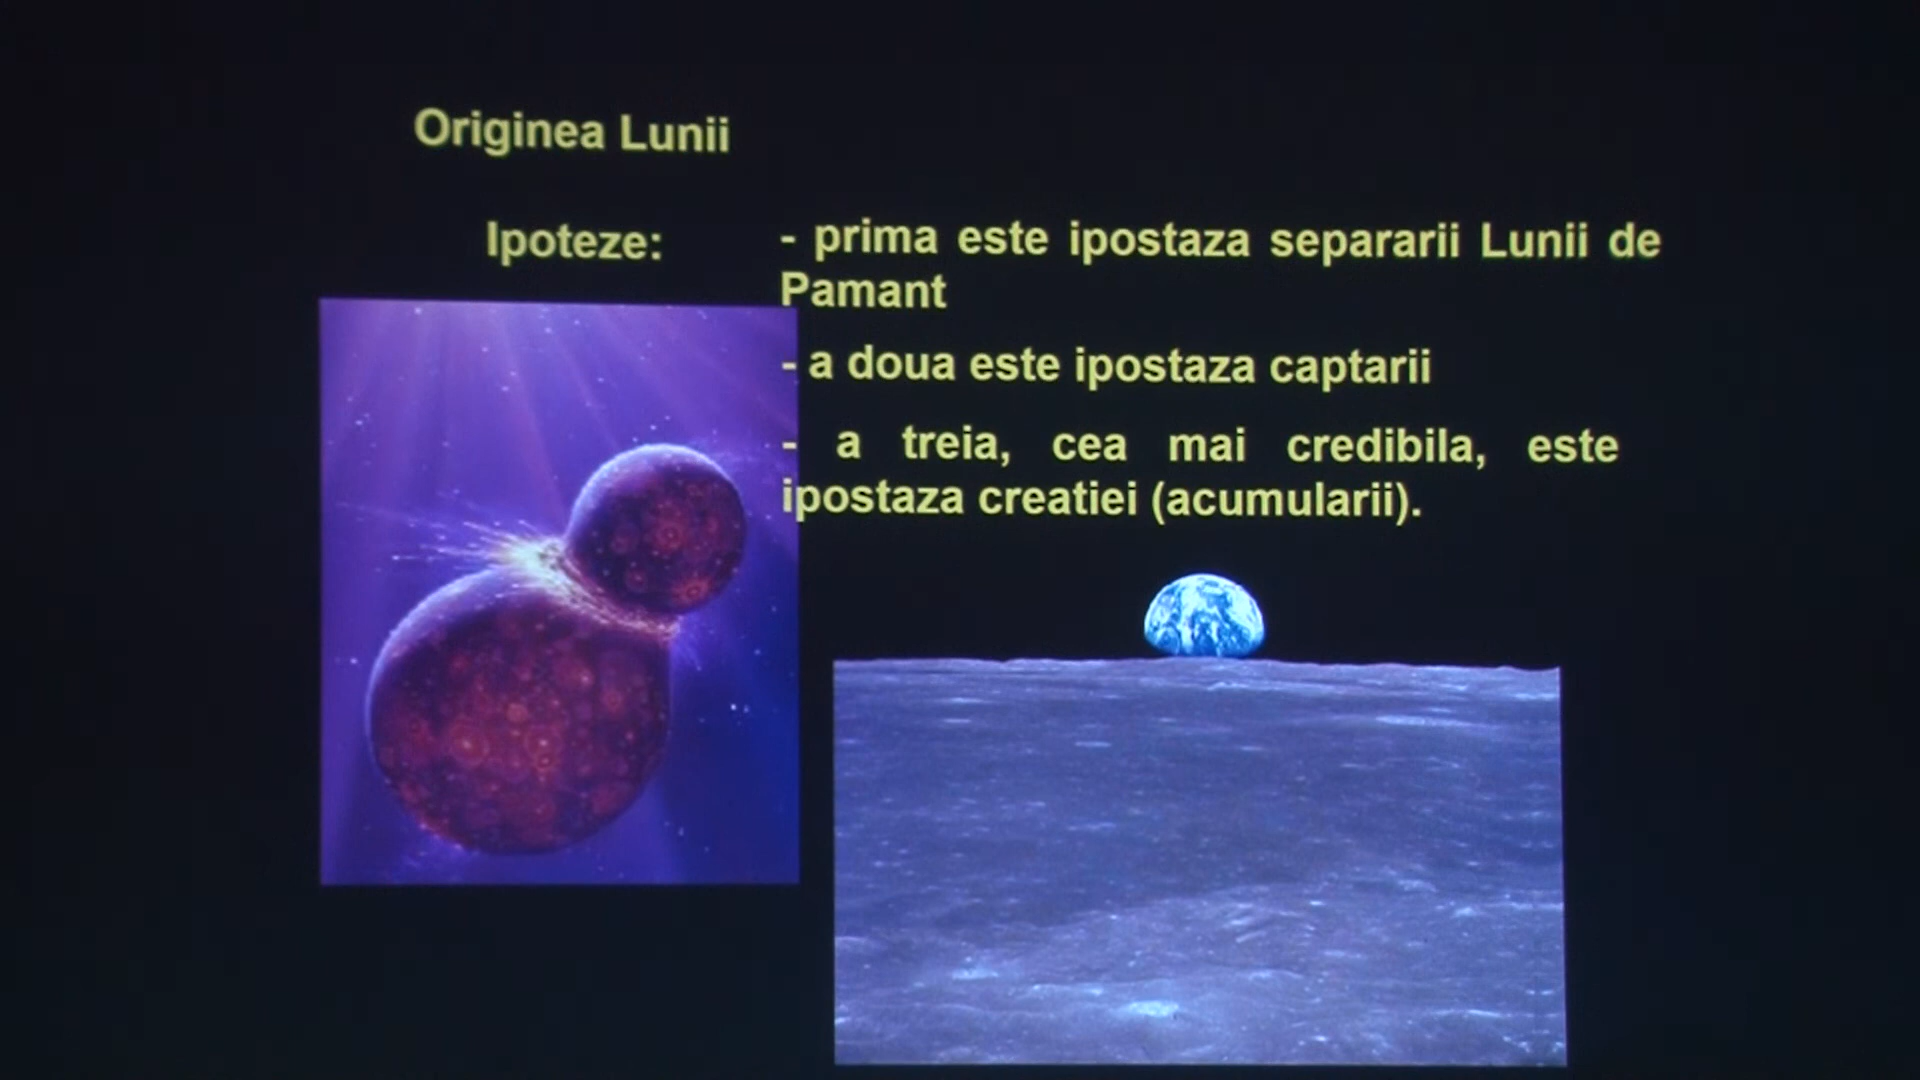 Originea Lunii
Ipoteze:
- prima este ipostaza separarii Lunii de
Pamant
- a doua este ipostaza captarii
- a treia, cea mai credibila, este
ipostaza creatiei (acumularii).